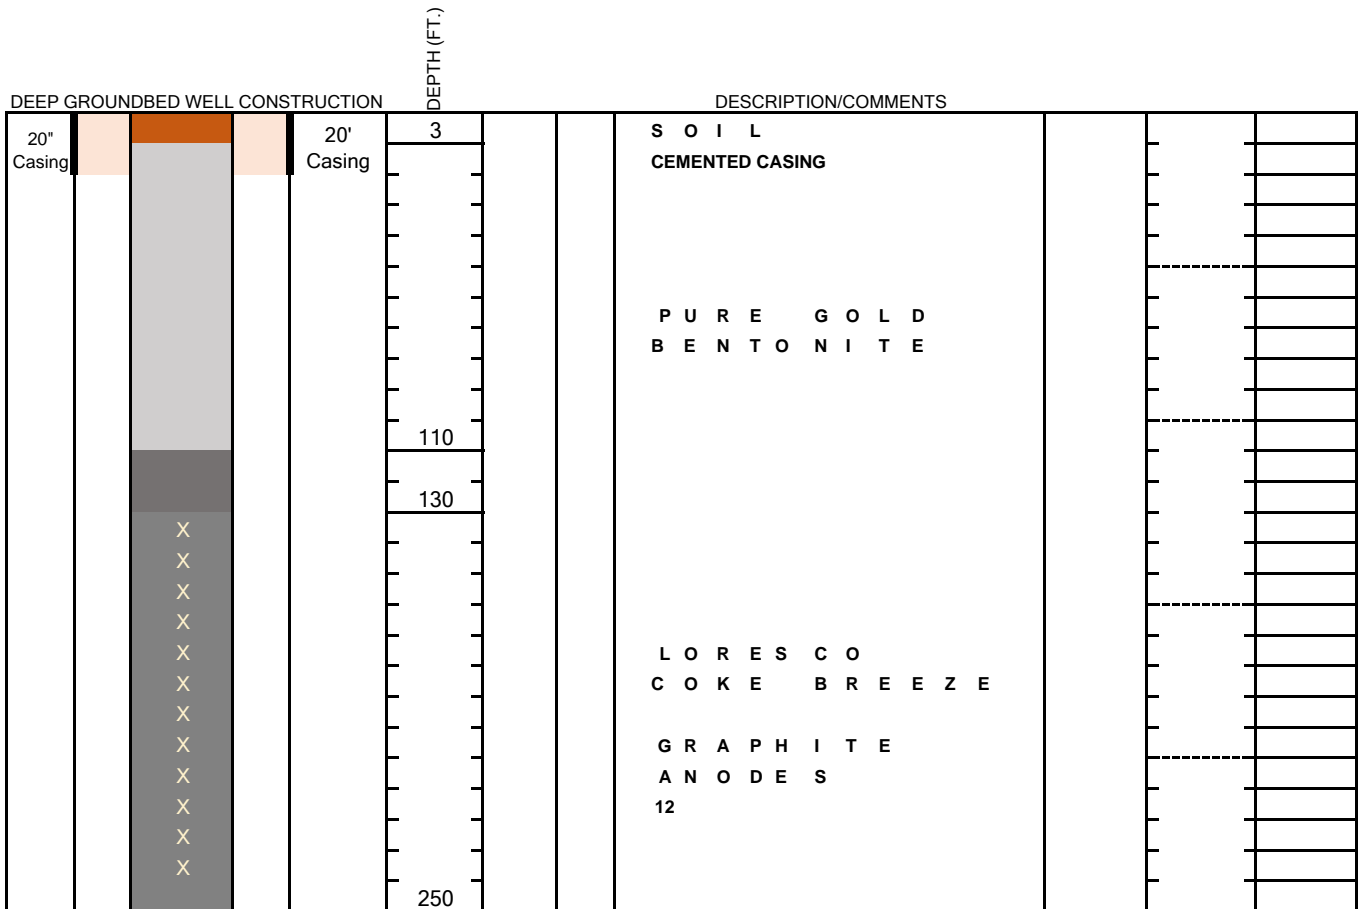 DEPTH (FT.)
DEEP GROUNDBED WELL CONSTRUCTION
DESCRIPTION/COMMENTS
20"
Casing
20'
Casing
3
S O I L
CEMENTED CASING
P U R E G O L D
B E N T O N I T E
110
130
X
X
X
X
X
L O R E S C O
X
C O K E B R E E Z E
X
X
G R A P H I T E
X
A N O D E S
X
12
X
X
250